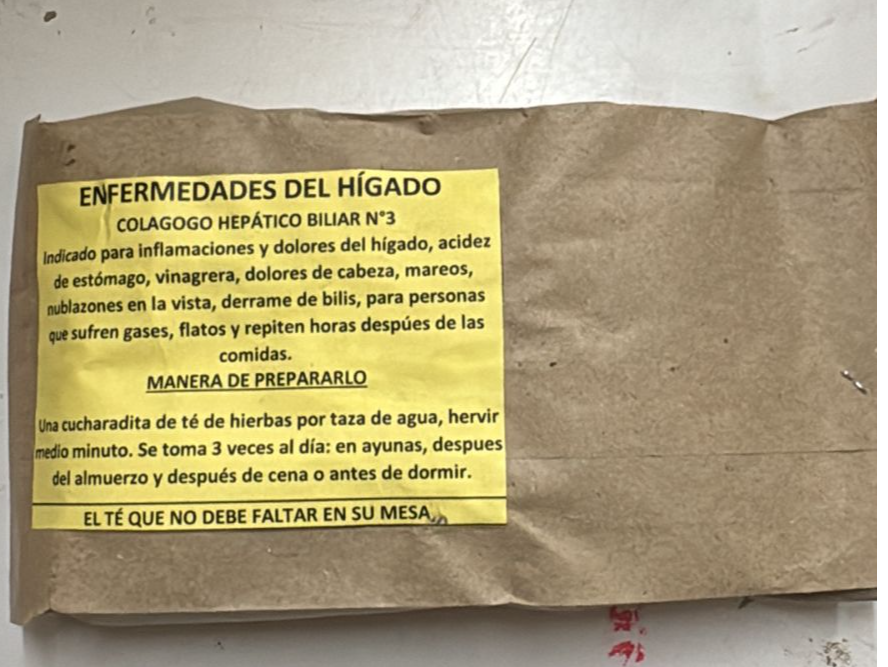 ENFERMEDADES DEL HÍGADO
COLAGOGO HEPÁTICO BILIAR N°3
Indicado para inflamaciones y dolores del hígado, acidez
de estómago, vinagrera, dolores de cabeza, mareos,
nublazones en la vista, derrame de bilis, para personas
que sufren gases, flatos y repiten horas despúes de las
comidas.
MANERA DE PREPARARLO
Una cucharadita de té de hierbas por taza de agua, hervir
medio minuto. Se toma 3 veces al día: en ayunas, despues
del almuerzo y después de cena o antes de dormir.
EL TÉ QUE NO DEBE FALTAR EN SU MESA